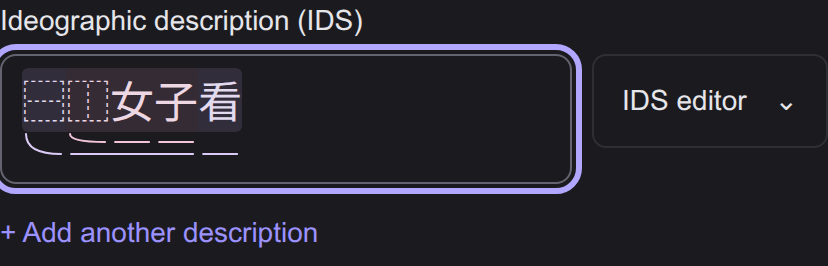 Ideographic description (IDS)
⿱⿰女子看
IDS editor
+ Add another description